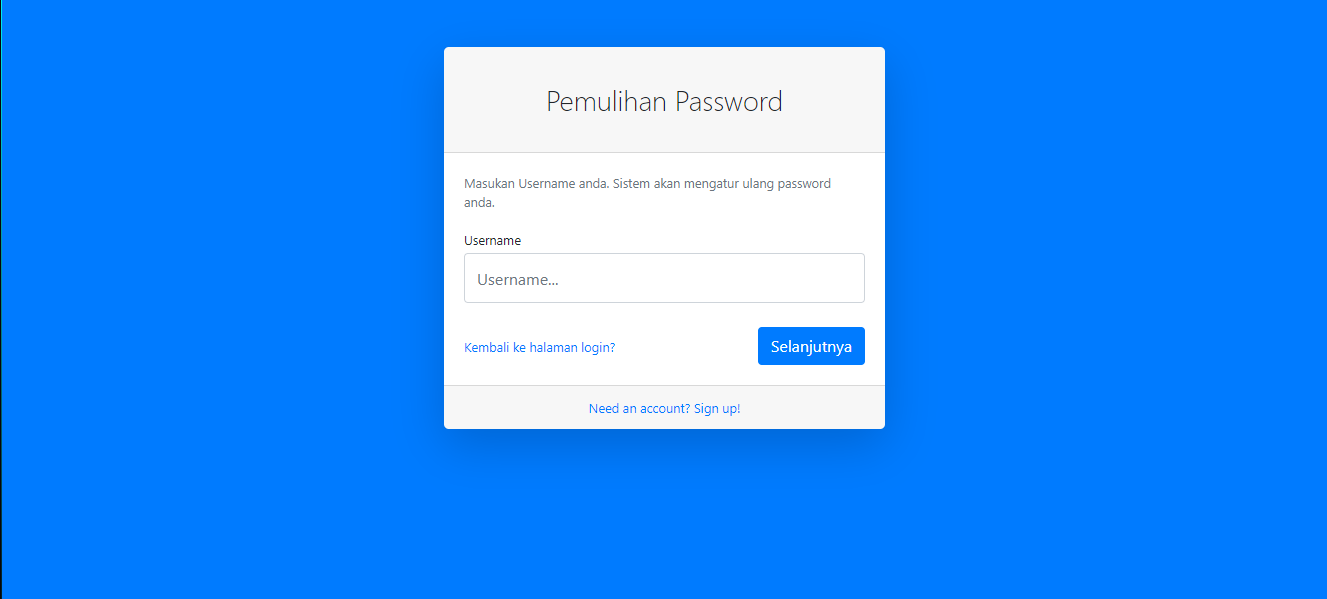 Pemulihan Password
Masukan Username anda. Sistem akan mengatur ulang password
anda.
Username
Username...
Kembali ke halaman login?
Selanjutnya
Need an account? Sign up!